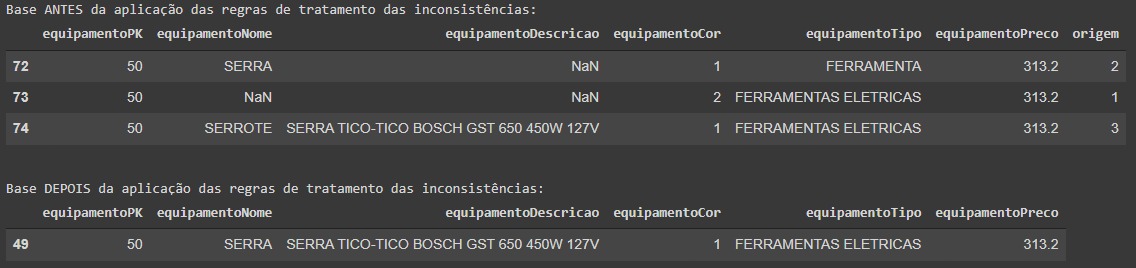 Base ANTES da aplicação das regras de tratamento das inconsistências:
equipamentoPK equipamentoNome equipamentoDescricao equipamentoCor equipamentoTipo equipamentoPreco origem
72 50 SERRA NaN 1 FERRAMENTA 313.2 2
73 50 NaN NaN 2 FERRAMENTAS ELETRICAS 313.2 1
74 50 SERROTE SERRA TICO-TICO BOSCH GST 650 450W 127V 1 FERRAMENTAS ELETRICAS 313.2 3
Base DEPOIS da aplicação das regras de tratamento das inconsistências:
equipamentoPK equipamentoNome equipamentoDescricao equipamentoCor equipamentoTipo equipamentoPreco
49 50 SERRA SERRA TICO-TICO BOSCH GST 650 450W 127V 1 FERRAMENTAS ELETRICAS 313.2